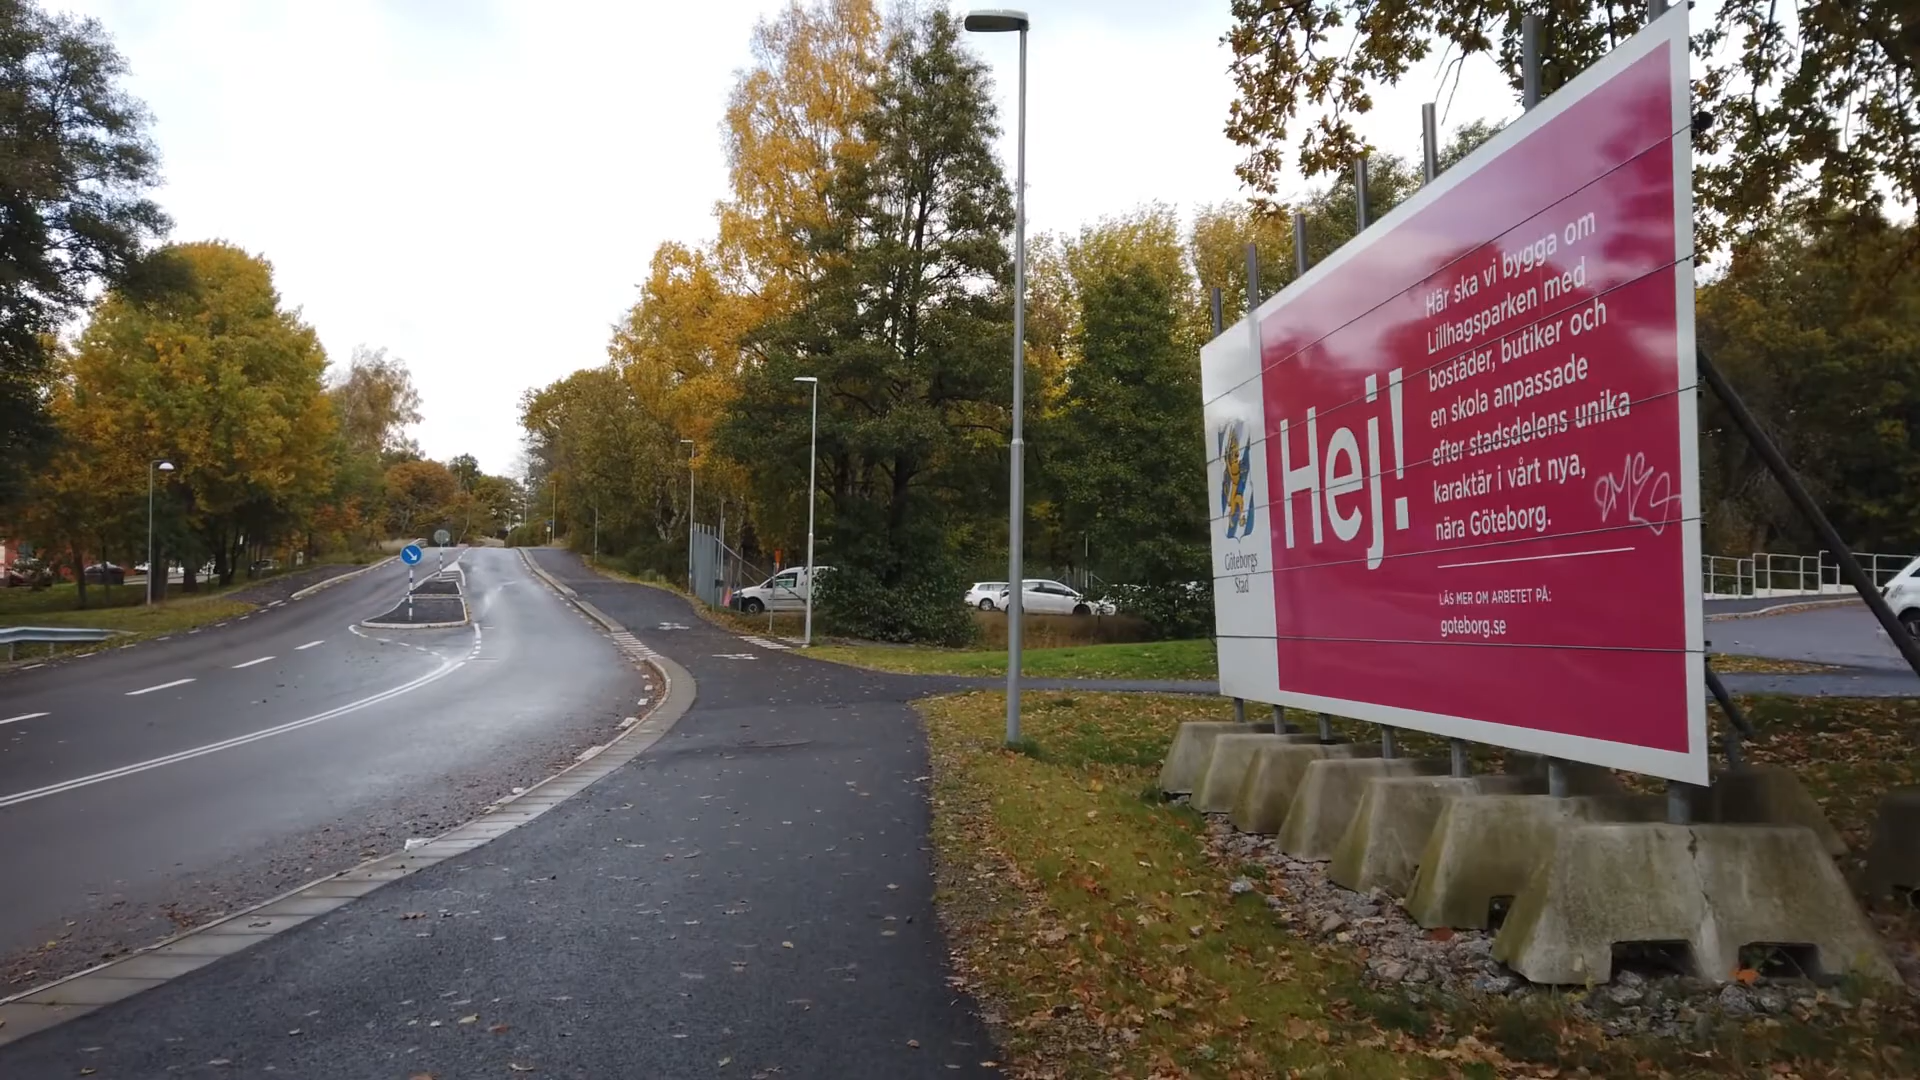 Göteborgs
Stad
Hej!
Här ska vi bygga om
Lillhagsparken med
bostäder, butiker och
en skola anpassade
efter stadsdelens unika
karaktär i vårt nya,
nära Göteborg.
LÄS MER OM ARBETET PÅ:
goteborg.se